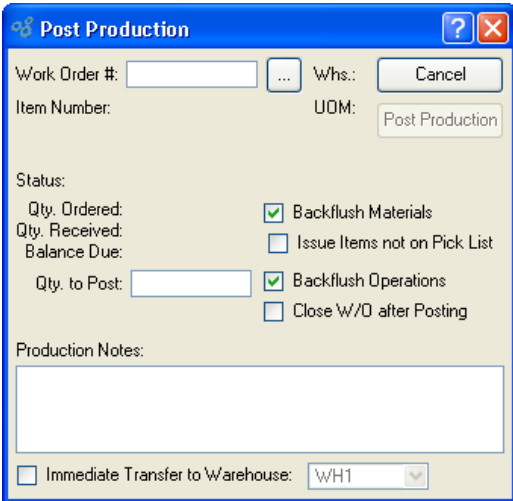 Post Production
Work Order #: ... Whs.: Cancel
Item Number: UOM: Post Production
Status:
Qty. Ordered: Backflush Materials
Qty. Received: Issue Items not on Pick List
Balance Due:
Qty. to Post: Backflush Operations
Close W/O after Posting
Production Notes:
Immediate Transfer to Warehouse: WH1